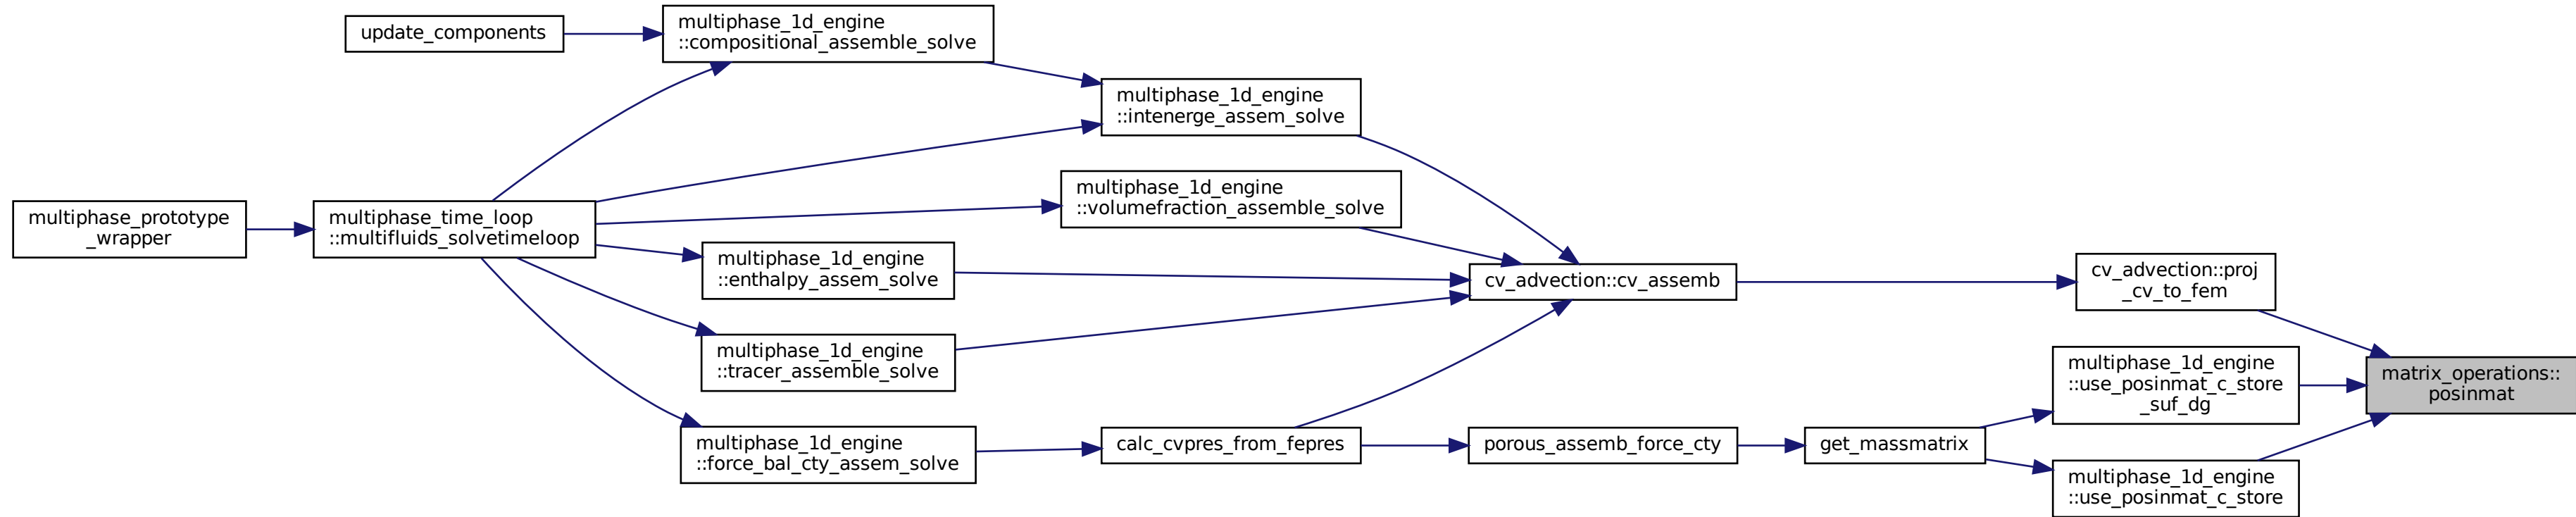 update_components
multiphase_1d_engine
::compositional_assemble_solve
multiphase_1d_engine
::intenerge_assem_solve
multiphase_1d_engine
::volumefraction_assemble_solve
multiphase_prototype
_wrapper
multiphase_time_loop
::multifluids_solvetimeloop
multiphase_1d_engine
::enthalpy_assem_solve
cv_advection::cv_assemb
cv_advection::proj
_cv_to_fem
multiphase_1d_engine
::tracer_assemble_solve
multiphase_1d_engine
::use_posinmat_c_store
_suf_dg
matrix_operations::
posinmat
multiphase_1d_engine
::force_bal_cty_assem_solve
calc_cvpres_from_fepres
porous_assemb_force_cty
get_massmatrix
multiphase_1d_engine
::use_posinmat_c_store